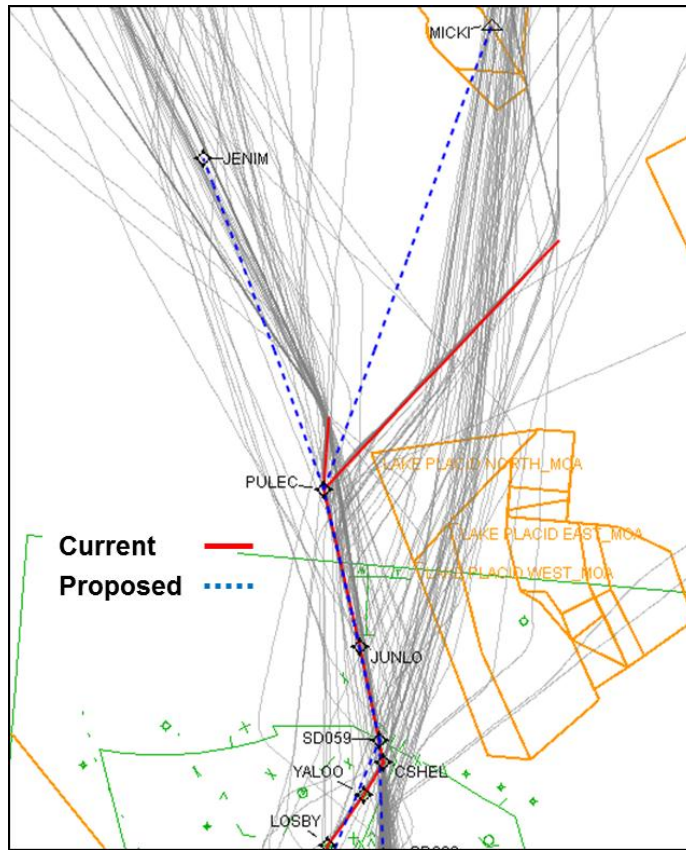 MICKI
JENIM
PULEC
LAKE PLACID NORTH_MOA
LAKE PLACID EAST_MOA
Current
LAKE PLACID WEST_MOA
Proposed
JUNLO
SD059
YALOO
CSHEL
LOSBY